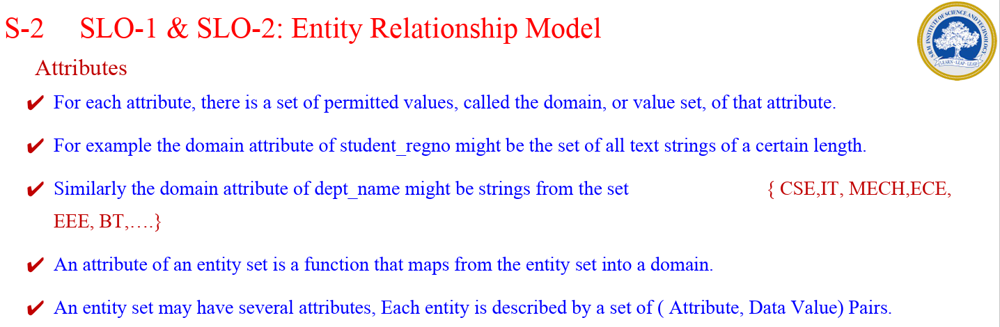 S-2 SLO-1 & SLO-2: Entity Relationship Model
SRM INSTITUTE OF SCIENCE AND TECHNOLOGY
LEARN - LEAP - LEAD
Attributes
✔ For each attribute, there is a set of permitted values, called the domain, or value set, of that attribute.
✔ For example the domain attribute of student_regno might be the set of all text strings of a certain length.
✔ Similarly the domain attribute of dept_name might be strings from the set { CSE,IT, MECH,ECE,
EEE, BT,….}
✔ An attribute of an entity set is a function that maps from the entity set into a domain.
✔ An entity set may have several attributes, Each entity is described by a set of ( Attribute, Data Value) Pairs.